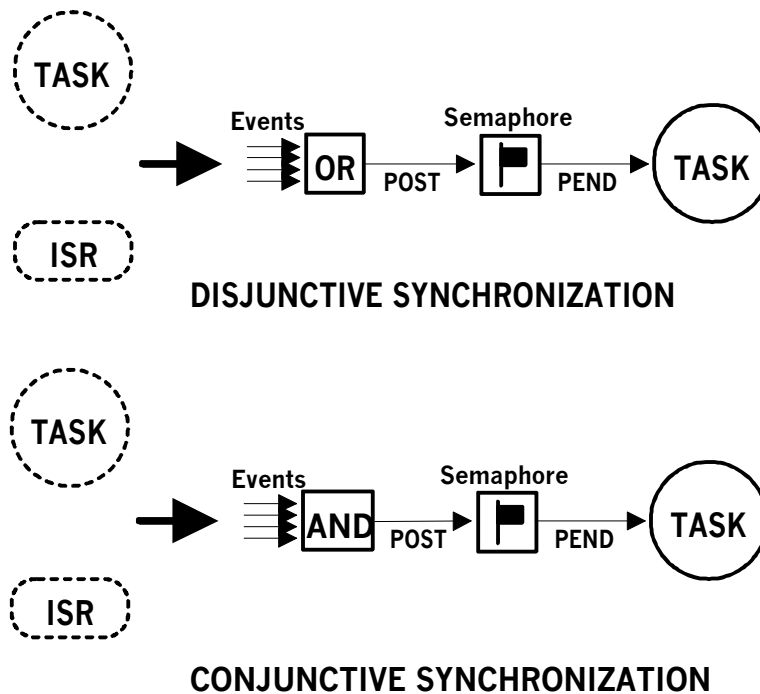 TASK
Events
Semaphore
OR
POST
PEND
TASK
ISR
DISJUNCTIVE SYNCHRONIZATION
TASK
Events
Semaphore
AND
POST
PEND
TASK
ISR
CONJUNCTIVE SYNCHRONIZATION